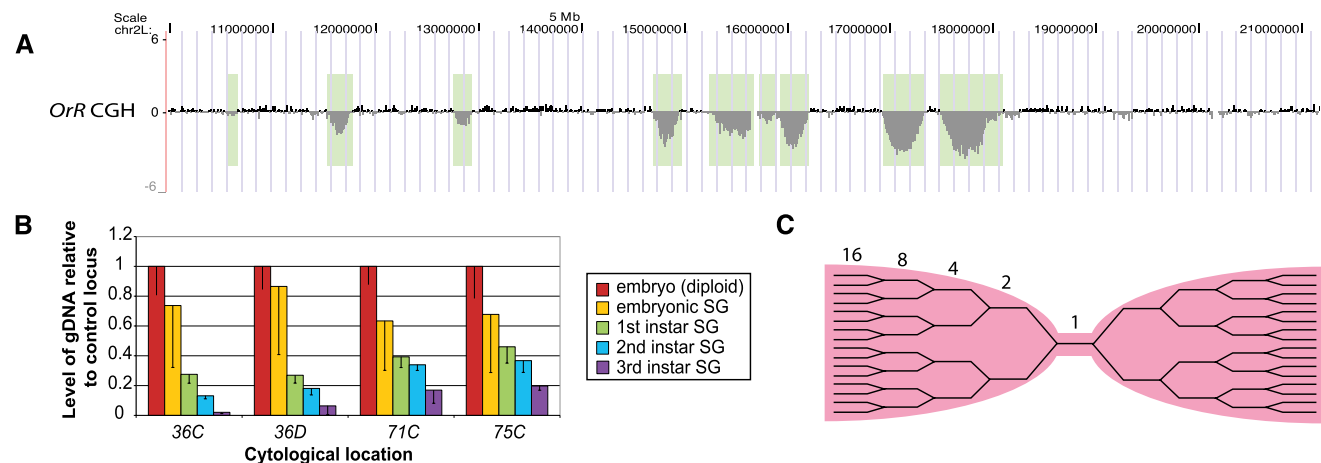 Scale
5 Mb
chr2L:
11000000
12000000
13000000
14000000
15000000
16000000
17000000
18000000
19000000
20000000
21000000
A
6
OrR CGH
0
-6
B
Level of gDNA relative
to control locus
1.2
1
0.8
0.6
0.4
0.2
0
36C
36D
71C
75C
Cytological location
embryo (diploid)
embryonic SG
1st instar SG
2nd instar SG
3rd instar SG
C
16
8
4
2
1